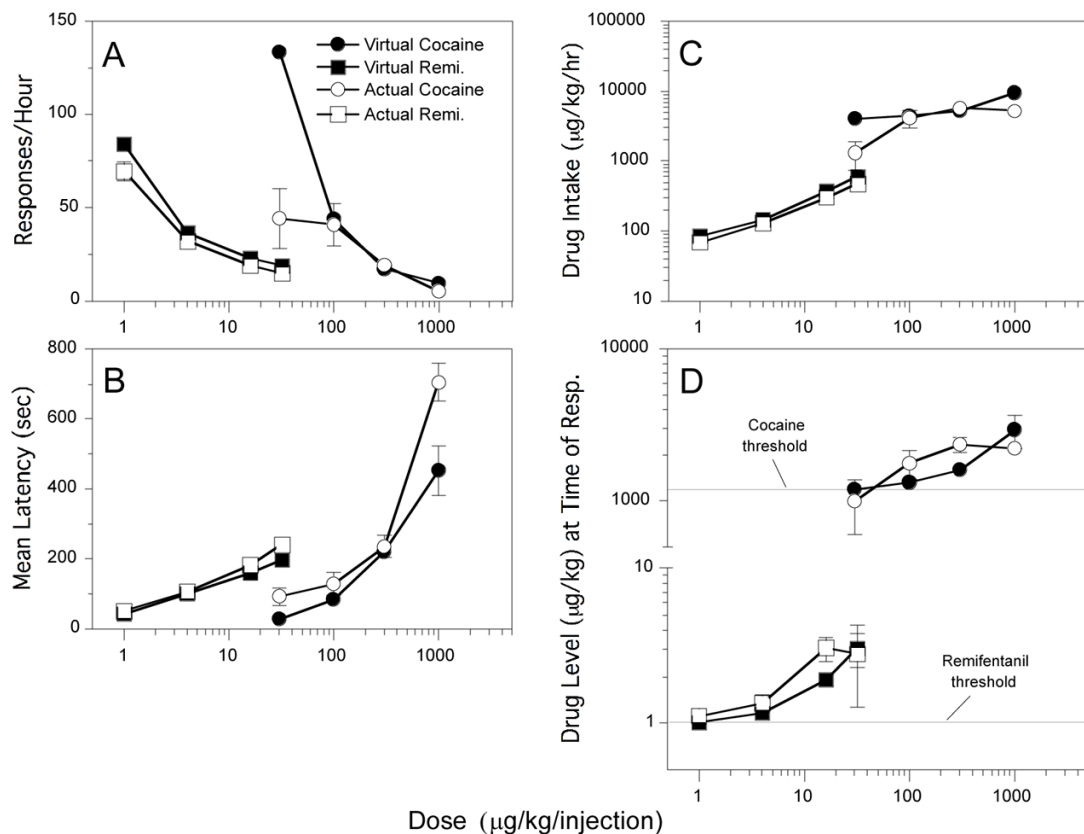 A
Responses/Hour
150
100
50
0
1
10
100
1000
Virtual Cocaine
Virtual Remi.
Actual Cocaine
Actual Remi.
B
Mean Latency (sec)
800
600
400
200
0
1
10
100
1000
C
Drug Intake (μg/kg/hr)
100000
10000
1000
100
10
1
10
100
1000
D
Drug Level (μg/kg) at Time of Resp.
10000
1000
10
1
Cocaine
threshold
Remifentanil
threshold
1
10
100
1000
Dose (μg/kg/injection)